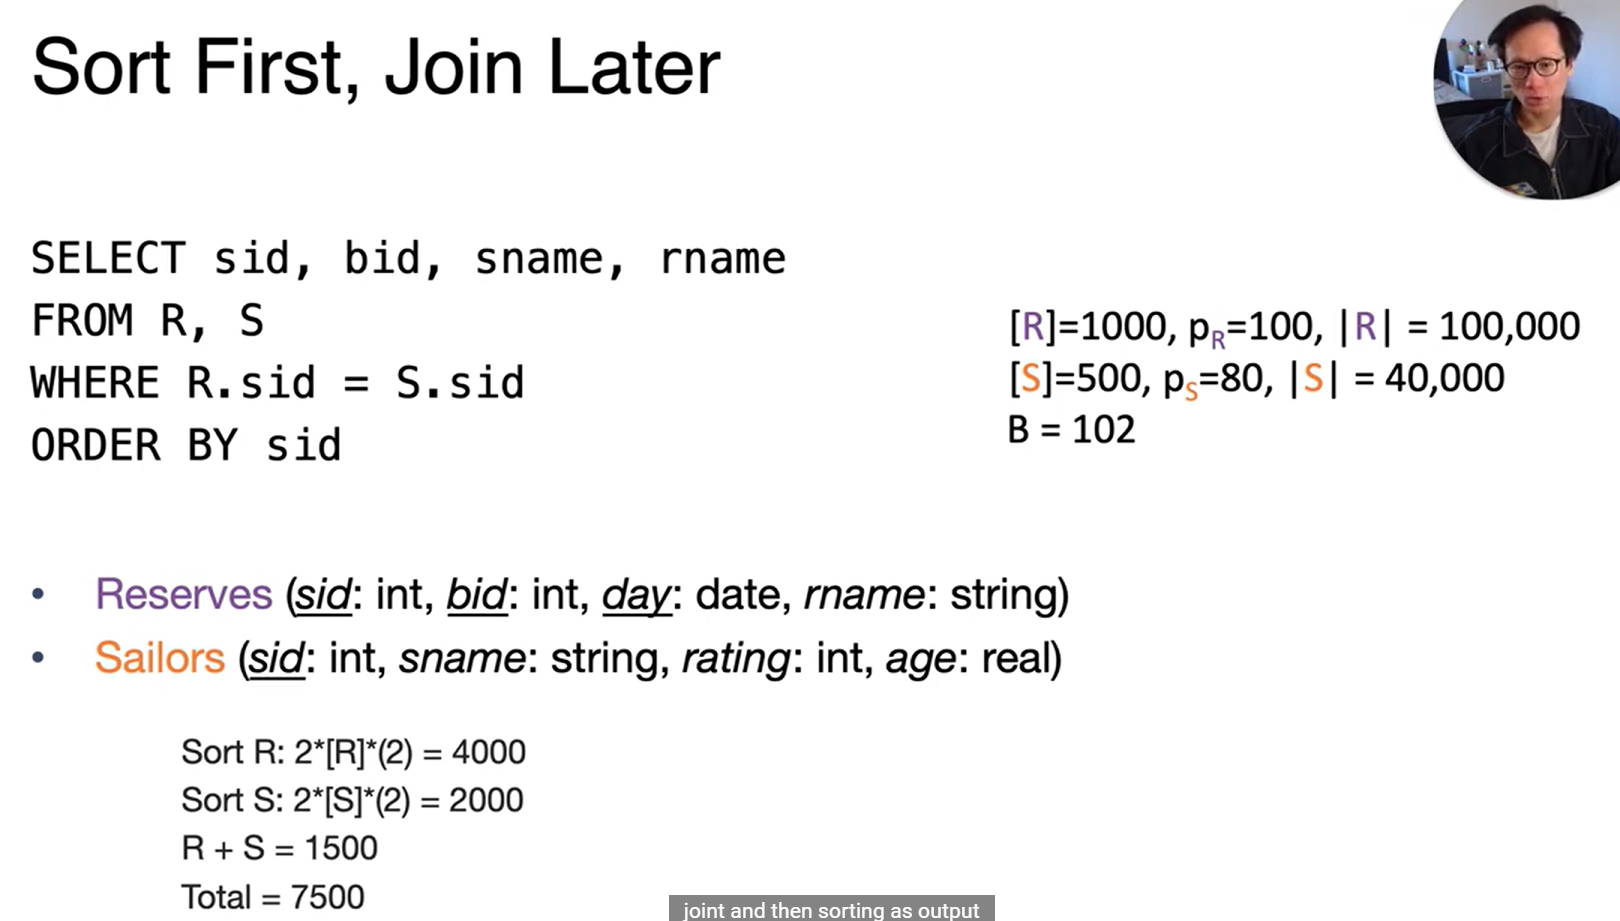 Sort First, Join Later
SELECT sid, bid, sname, rname
FROM R, S
WHERE R.sid = S.sid
ORDER BY sid
[R]=1000, pR=100, |R| = 100,000
[S]=500, pS=80, |S| = 40,000
B = 102
• Reserves (sid: int, bid: int, day: date, rname: string)
• Sailors (sid: int, sname: string, rating: int, age: real)
Sort R: 2*[R]*(2) = 4000
Sort S: 2*[S]*(2) = 2000
R + S = 1500
Total = 7500
joint and then sorting as output